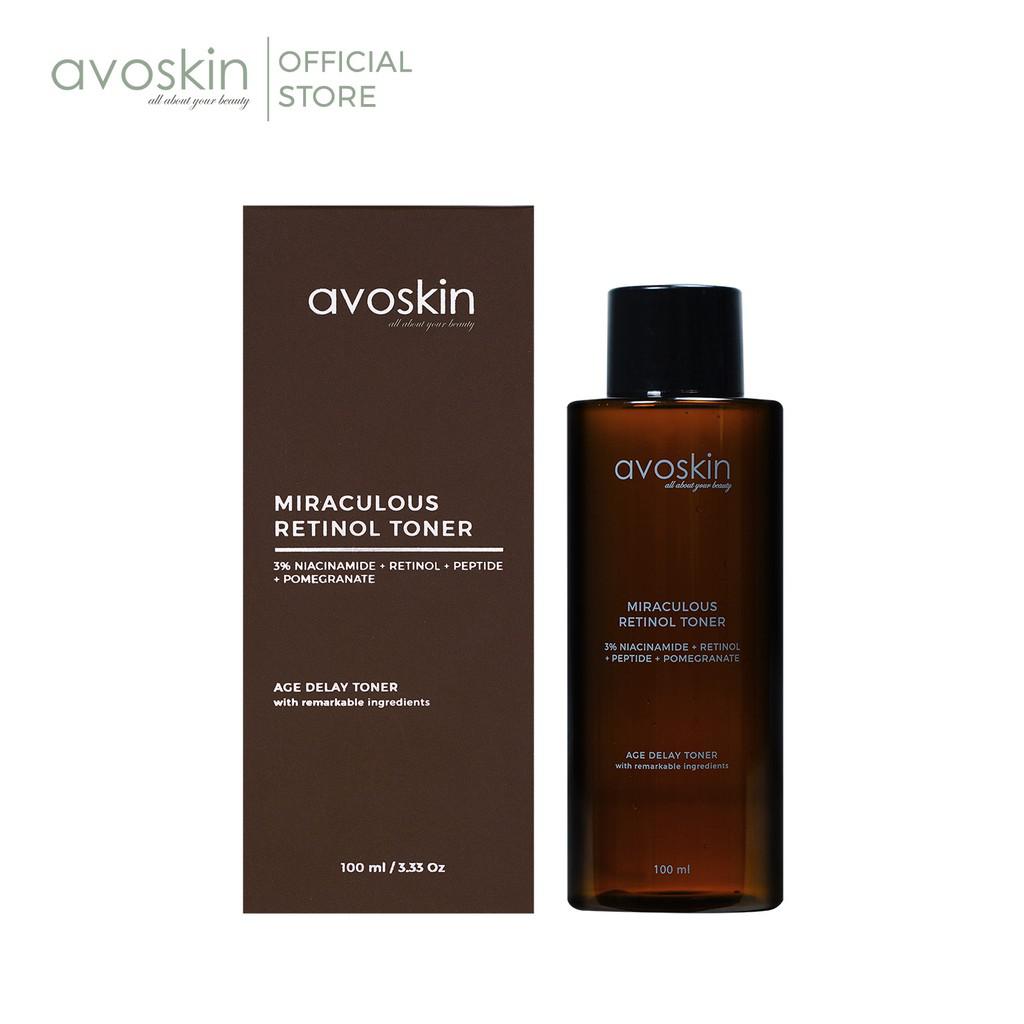 avoskin
all about your beauty
OFFICIAL
STORE
avoskin
all about your beauty
MIRACULOUS
RETINOL TONER
3% NIACINAMIDE + RETINOL + PEPTIDE
+ POMEGRANATE
AGE DELAY TONER
with remarkable ingredients
100 ml / 3.33 Oz
avoskin
all about your beauty
MIRACULOUS
RETINOL TONER
3% NIACINAMIDE + RETINOL
+ PEPTIDE + POMEGRANATE
AGE DELAY TONER
with remarkable ingredients
100 ml